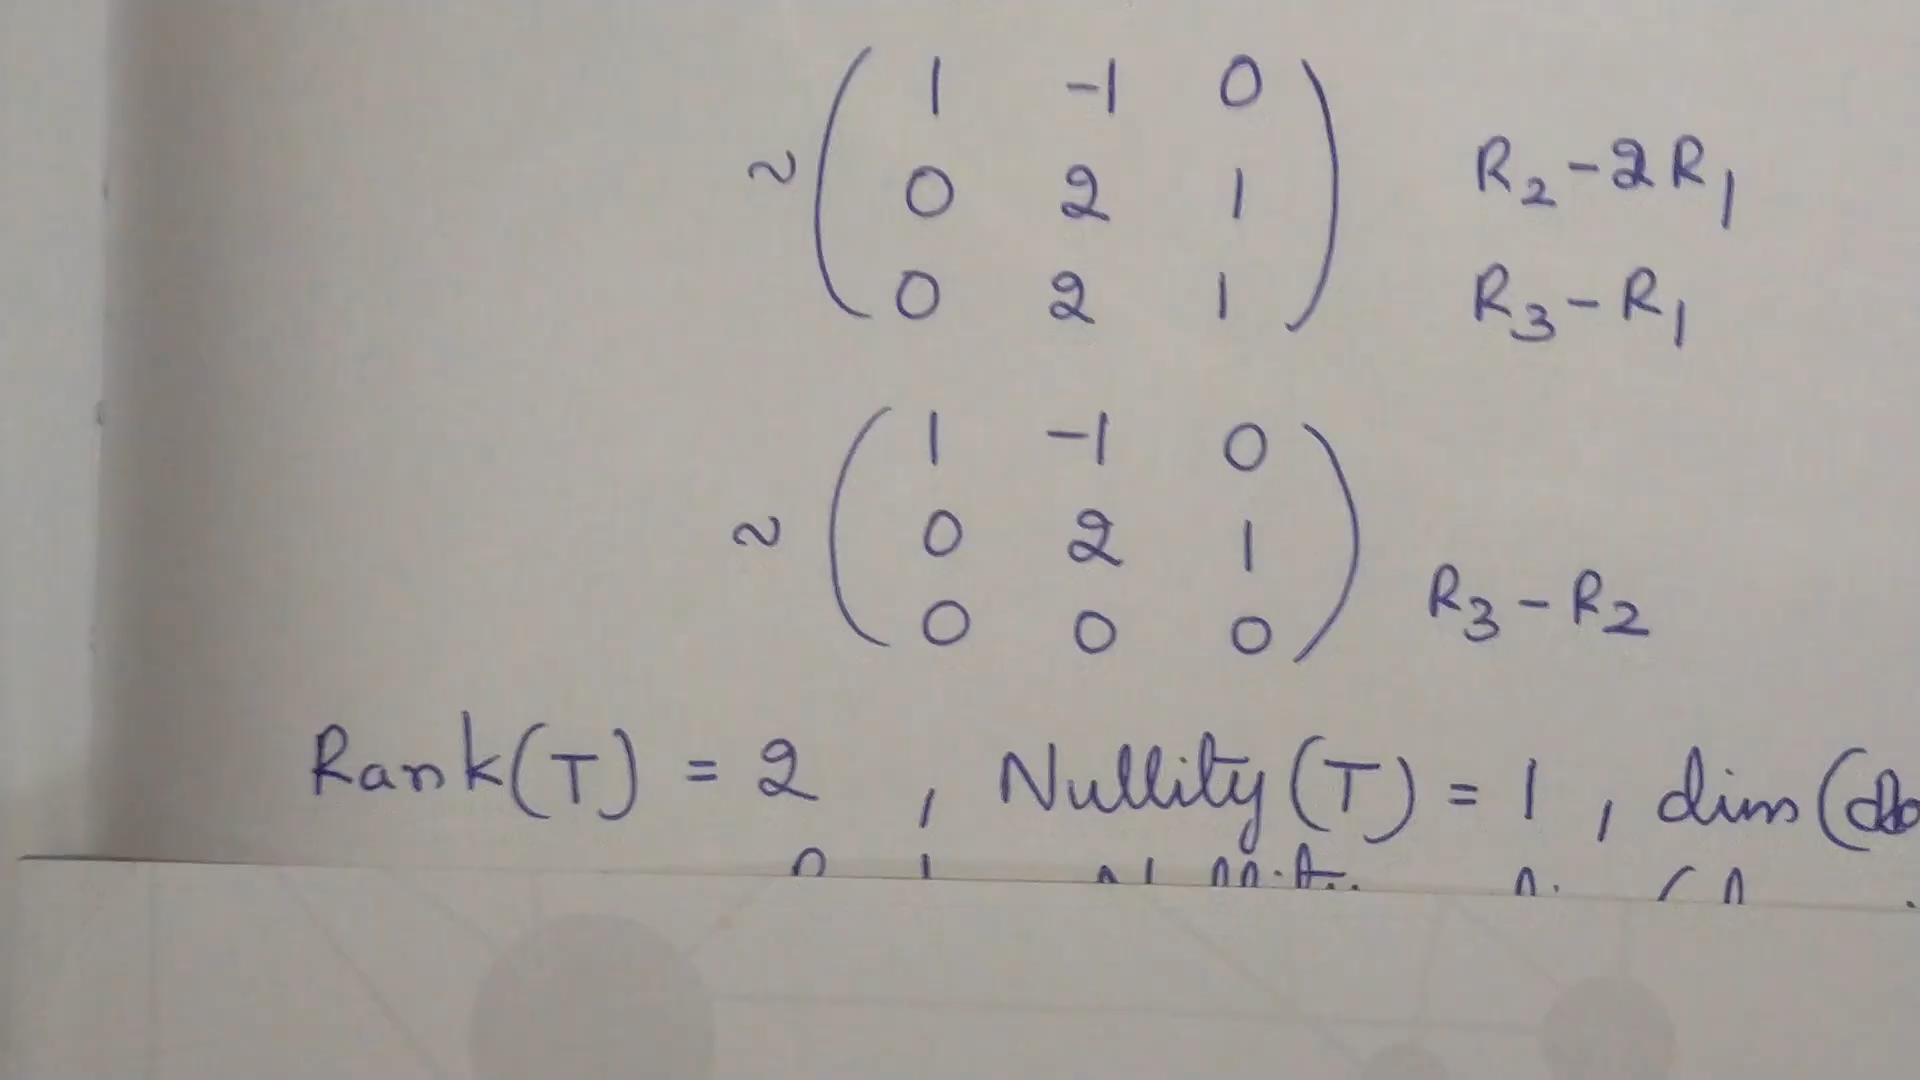 ~ ( 1 -1 0
0 2 1
0 2 1 ) R₂ - 2R₁
R₃ - R₁
~ ( 1 -1 0
0 2 1
0 0 0 ) R₃ - R₂
Rank(T) = 2 , Nullity(T) = 1 , dim(do